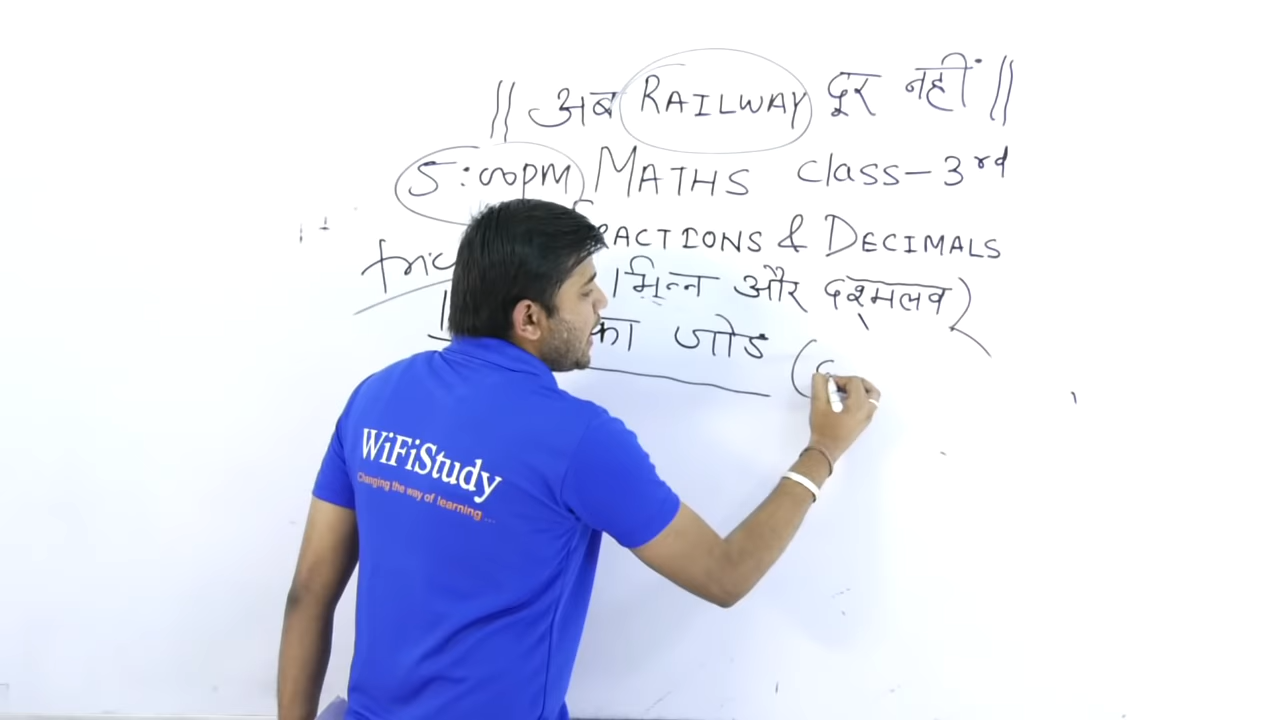 || अब RAILWAY दूर नहीं ||
5:00PM MATHS Class-3rd
FRACTIONS & DECIMALS
भिन्न और दशमलव)
का जोड (
WiFiStudy
Changing the way of learning ...